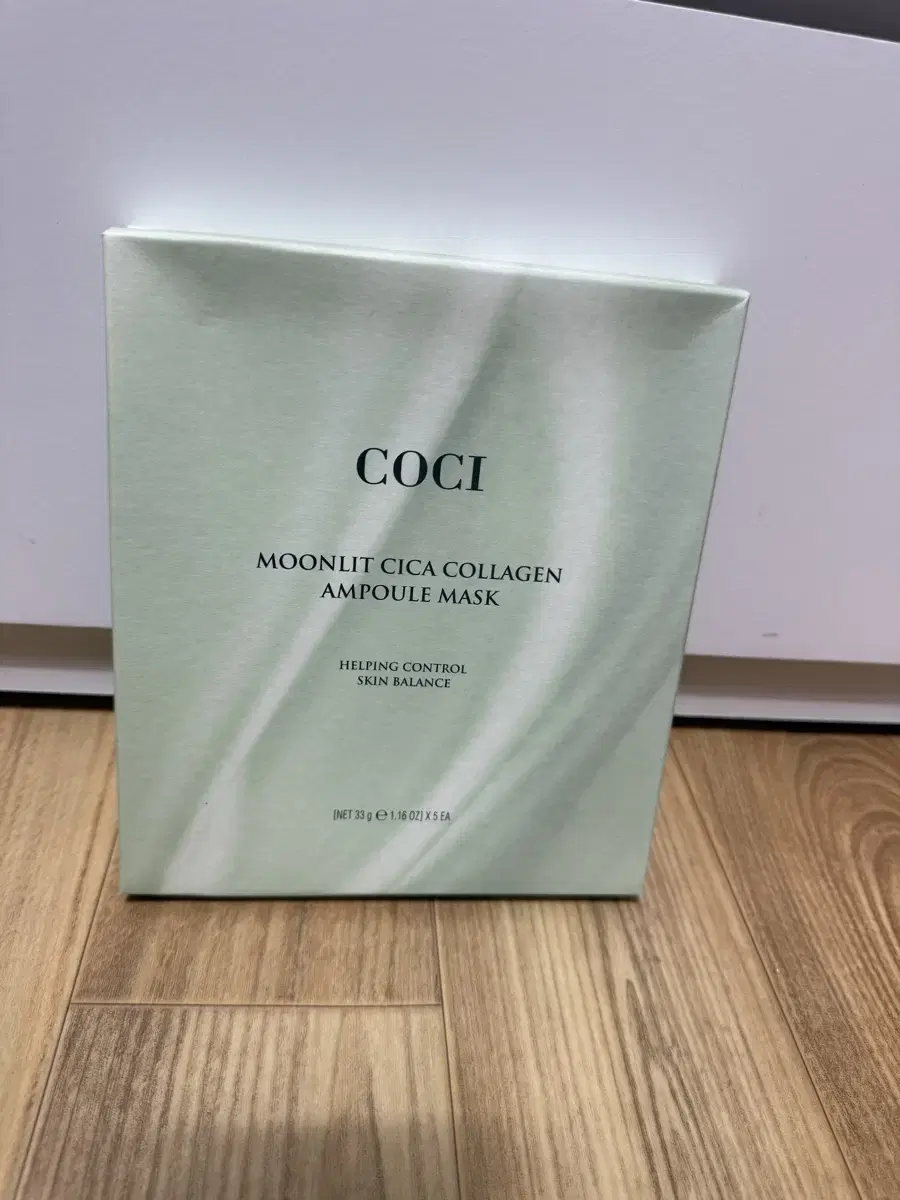 COCI
MOONLIT CICA COLLAGEN
AMPOULE MASK
HELPING CONTROL
SKIN BALANCE
[NET 33 g ℮ 1.16 OZ] X 5 EA